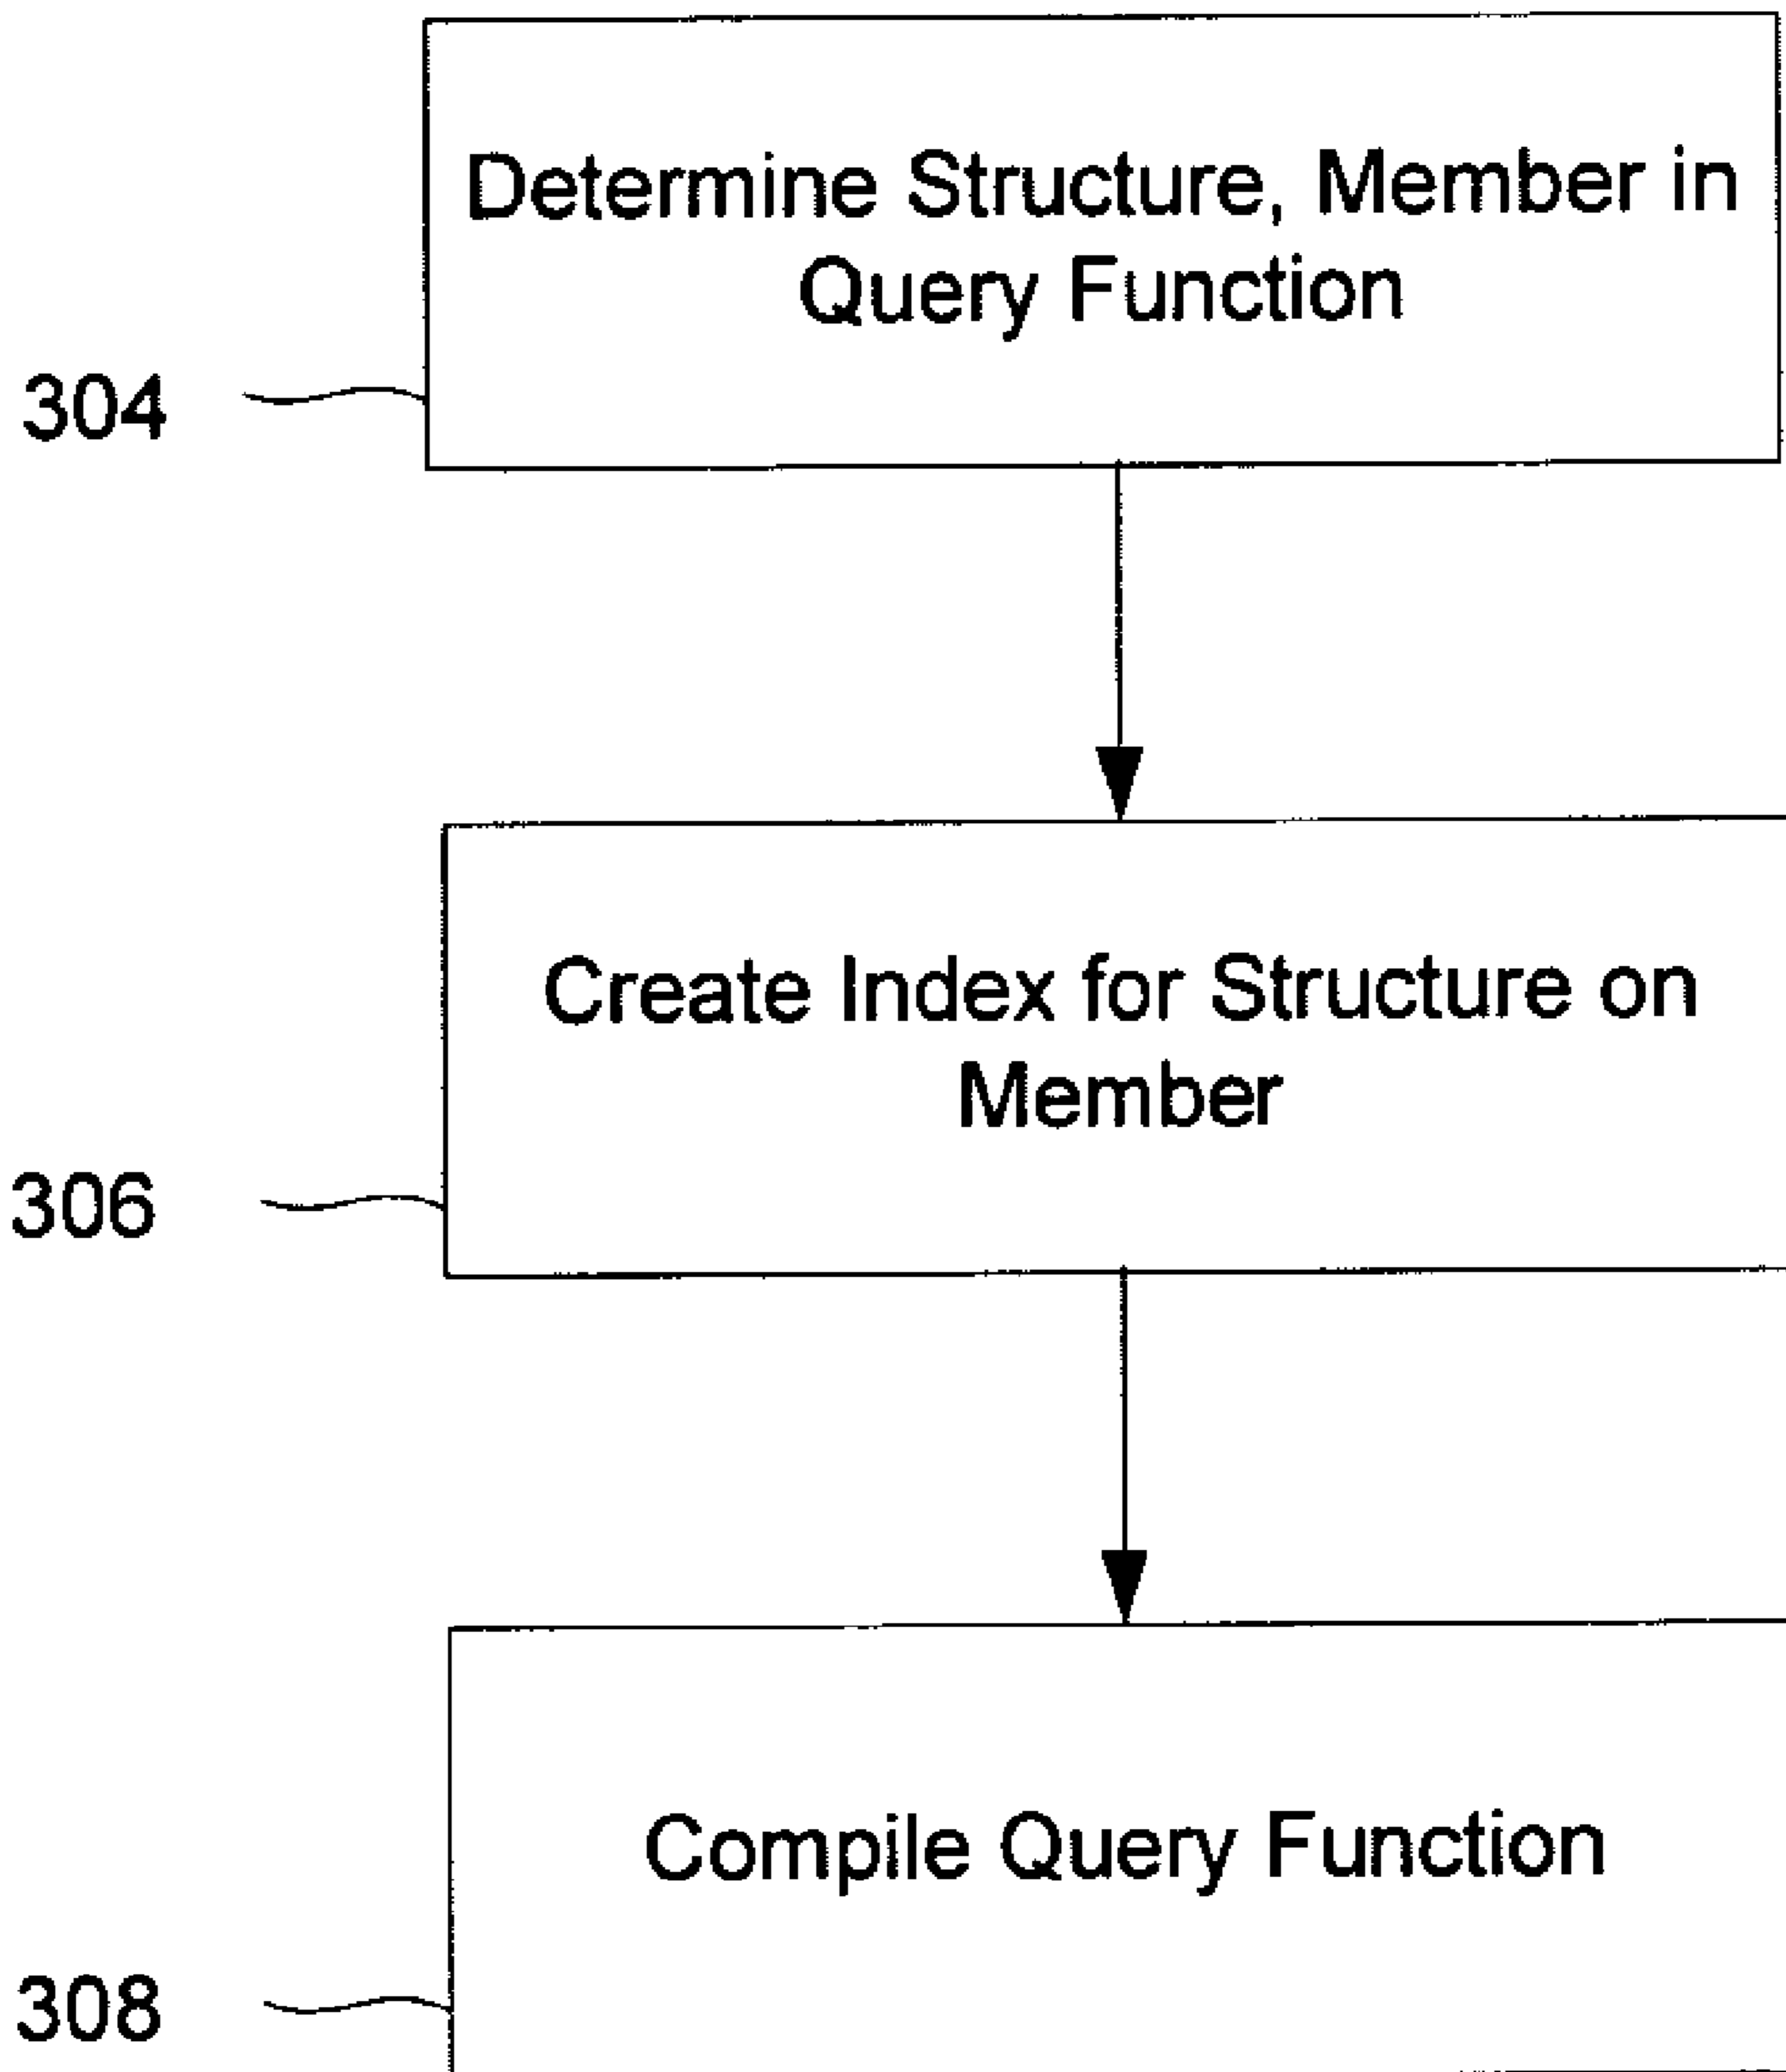 Determine Structure, Member in
Query Function
304
Create Index for Structure on
Member
306
Compile Query Function
308